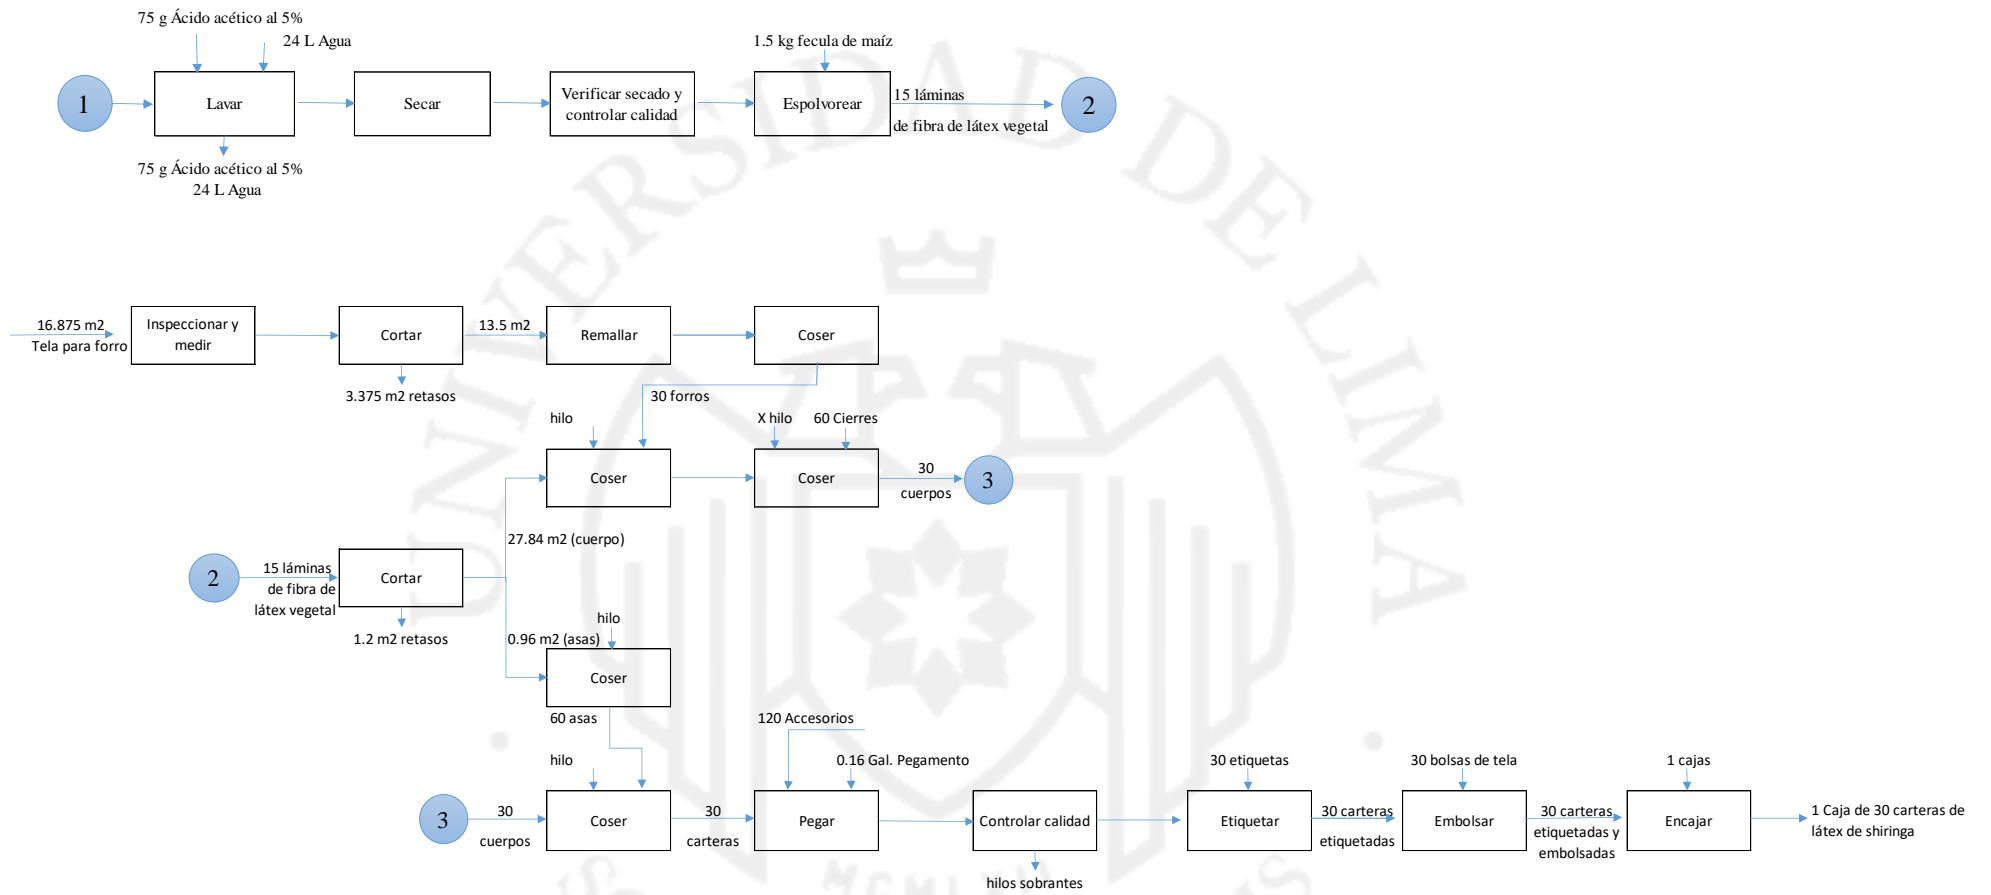 75 g Ácido acético al 5%
24 L Agua
1.5 kg fecula de maíz
1
Lavar
Secar
Verificar secado y
controlar calidad
Espolvorear
15 láminas
de fibra de látex vegetal
2
75 g Ácido acético al 5%
24 L Agua
16.875 m2
Tela para forro
Inspeccionar y
medir
Cortar
13.5 m2
Remallar
Coser
3.375 m2 retasos
30 forros
hilo
X hilo
60 Cierres
Coser
Coser
30
cuerpos
3
27.84 m2 (cuerpo)
2
15 láminas
de fibra de
látex vegetal
Cortar
1.2 m2 retasos
0.96 m2 (asas)
hilo
Coser
60 asas
120 Accesorios
hilo
0.16 Gal. Pegamento
30 etiquetas
30 bolsas de tela
1 cajas
3
30
cuerpos
Coser
30
carteras
Pegar
Controlar calidad
Etiquetar
30 carteras
etiquetadas
Embolsar
30 carteras
etiquetadas y
embolsadas
Encajar
1 Caja de 30 carteras de
látex de shiringa
hilos sobrantes
UNIVERSIDAD DE LIMA